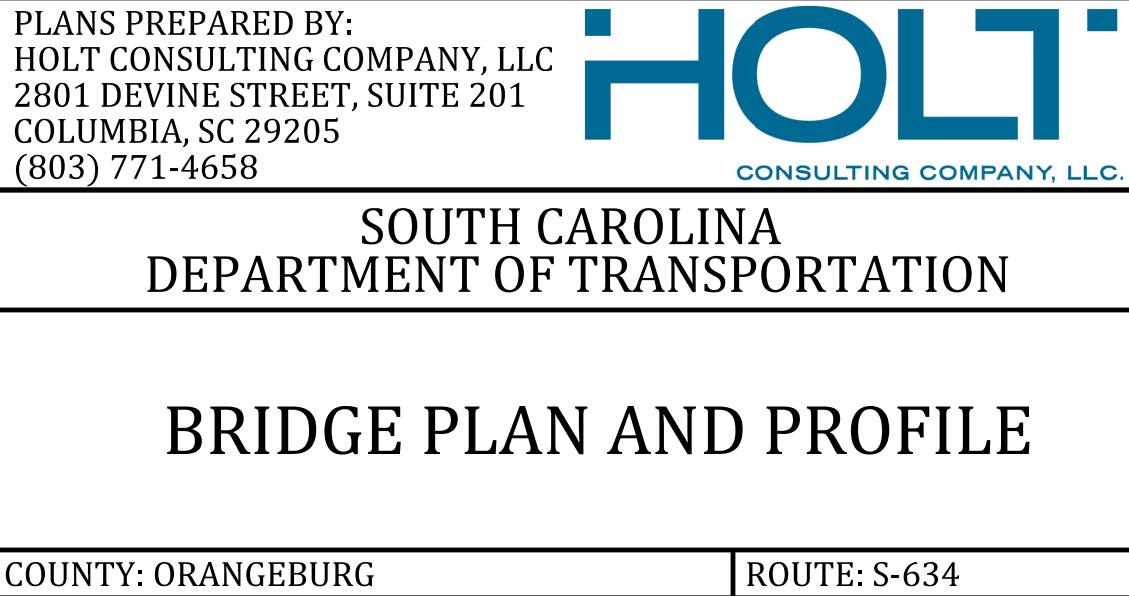 PLANS PREPARED BY:
HOLT CONSULTING COMPANY, LLC
2801 DEVINE STREET, SUITE 201
COLUMBIA, SC 29205
(803) 771-4658
HOLT
CONSULTING COMPANY, LLC.
SOUTH CAROLINA
DEPARTMENT OF TRANSPORTATION
BRIDGE PLAN AND PROFILE
COUNTY: ORANGEBURG
ROUTE: S-634